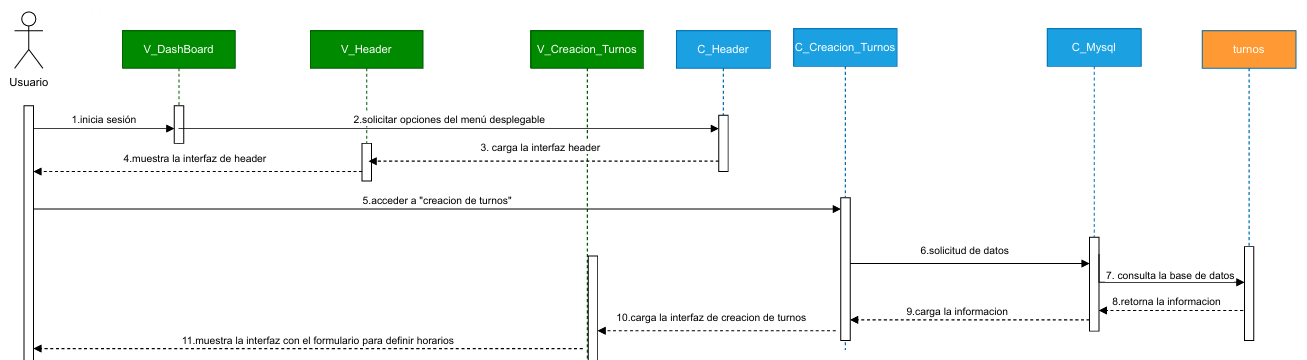 V_DashBoard
V_Header
V_Creacion_Turnos
C_Header
C_Creacion_Turnos
C_Mysql
turnos
Usuario
1.inicia sesión
2.solicitar opciones del menú desplegable
3. carga la interfaz header
4.muestra la interfaz de header
5.acceder a "creacion de turnos"
6.solicitud de datos
7. consulta la base de datos
8.retorna la informacion
9.carga la informacion
10.carga la interfaz de creacion de turnos
11.muestra la interfaz con el formulario para definir horarios